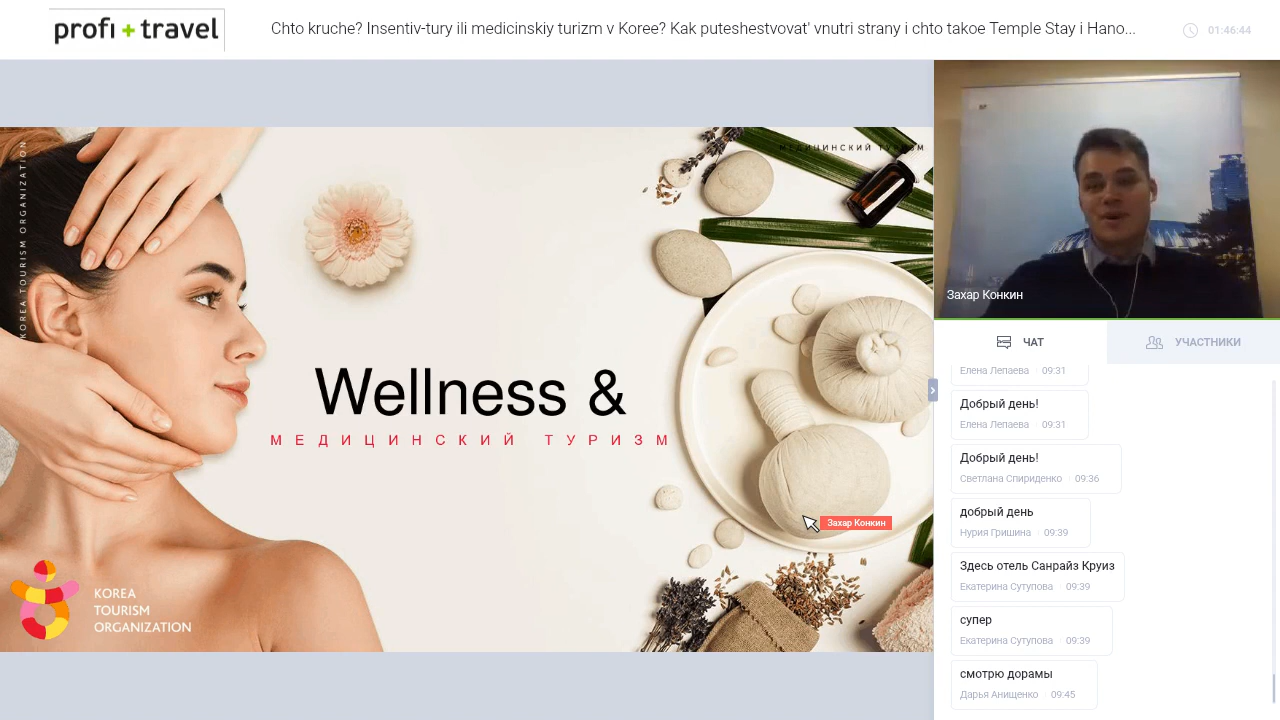 profi + travel
Chto kruche? Insentiv-tury ili medicinskiy turizm v Koree? Kak puteshestvovat' vnutri strany i chto takoe Temple Stay i Hano...
01:46:44
KOREA TOURISM ORGANIZATION
МЕДИЦИНСКИЙ ТУРИЗМ
Wellness &
МЕДИЦИНСКИЙ ТУРИЗМ
Захар Конкин
KOREA
TOURISM
ORGANIZATION
Захар Конкин
ЧАТ
УЧАСТНИКИ
Елена Лепаева · 09:31
Добрый день!
Елена Лепаева · 09:31
Добрый день!
Светлана Спириденко · 09:36
добрый день
Нурия Гришина · 09:39
Здесь отель Санрайз Круиз
Екатерина Сутупова · 09:39
супер
Екатерина Сутупова · 09:39
смотрю дорамы
Дарья Анищенко · 09:45